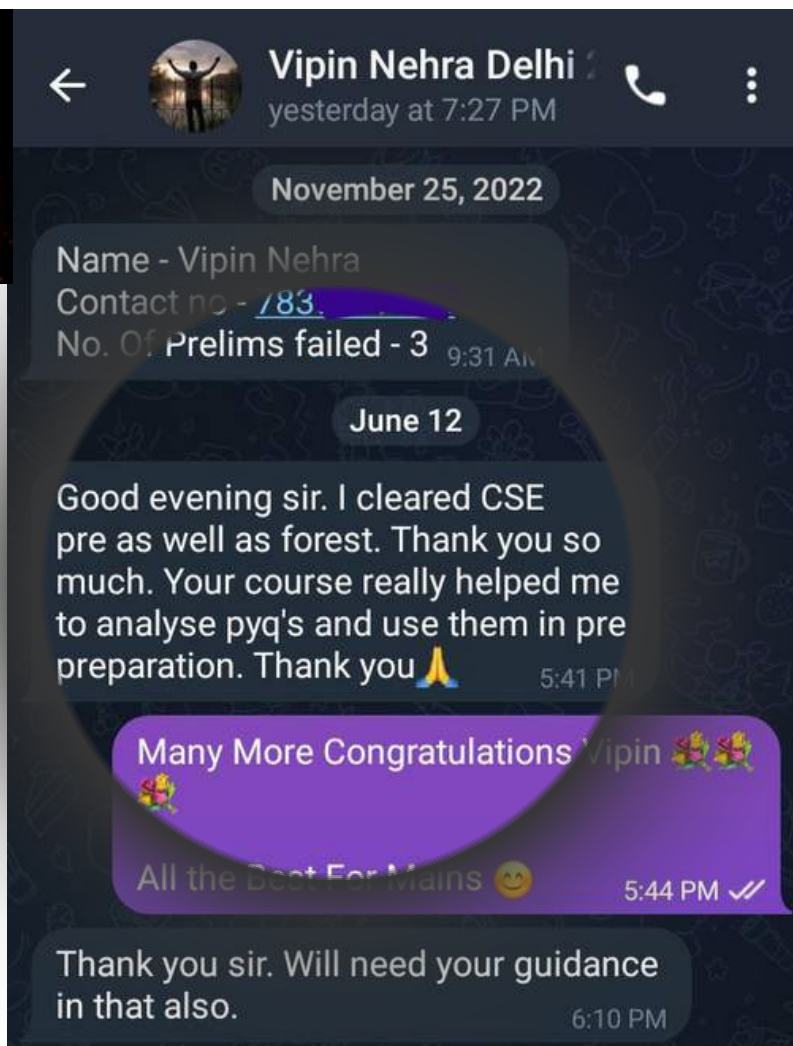 Vipin Nehra Delhi
yesterday at 7:27 PM
November 25, 2022
Name - Vipin Nehra
Contact no - 783
No. Of Prelims failed - 3 9:31 AM
June 12
Good evening sir. I cleared CSE
pre as well as forest. Thank you so
much. Your course really helped me
to analyse pyq's and use them in pre
preparation. Thank you🙏 5:41 PM
Many More Congratulations Vipin 💐💐
💐
All the Best For Mains 😊 5:44 PM
Thank you sir. Will need your guidance
in that also. 6:10 PM